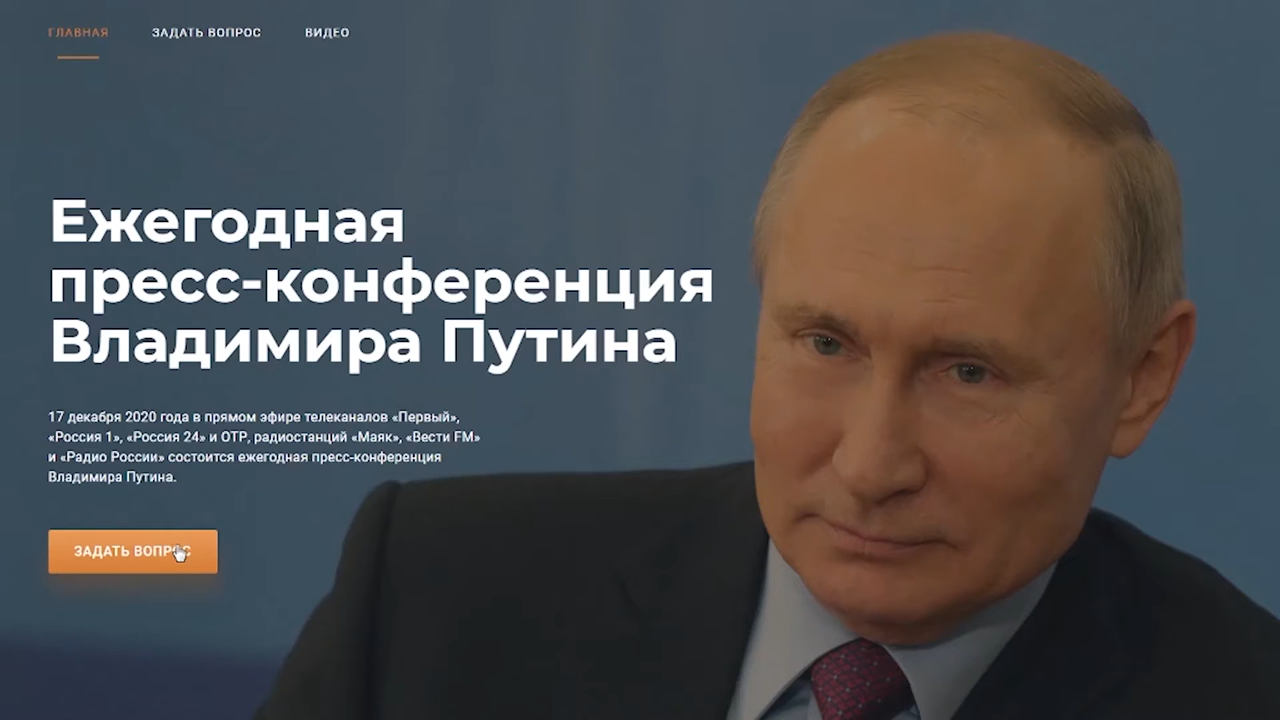 ГЛАВНАЯ ЗАДАТЬ ВОПРОС ВИДЕО
Ежегодная
пресс-конференция
Владимира Путина
17 декабря 2020 года в прямом эфире телеканалов «Первый»,
«Россия 1», «Россия 24» и ОТР, радиостанций «Маяк», «Вести FM»
и «Радио России» состоится ежегодная пресс-конференция
Владимира Путина.
ЗАДАТЬ ВОПРОС